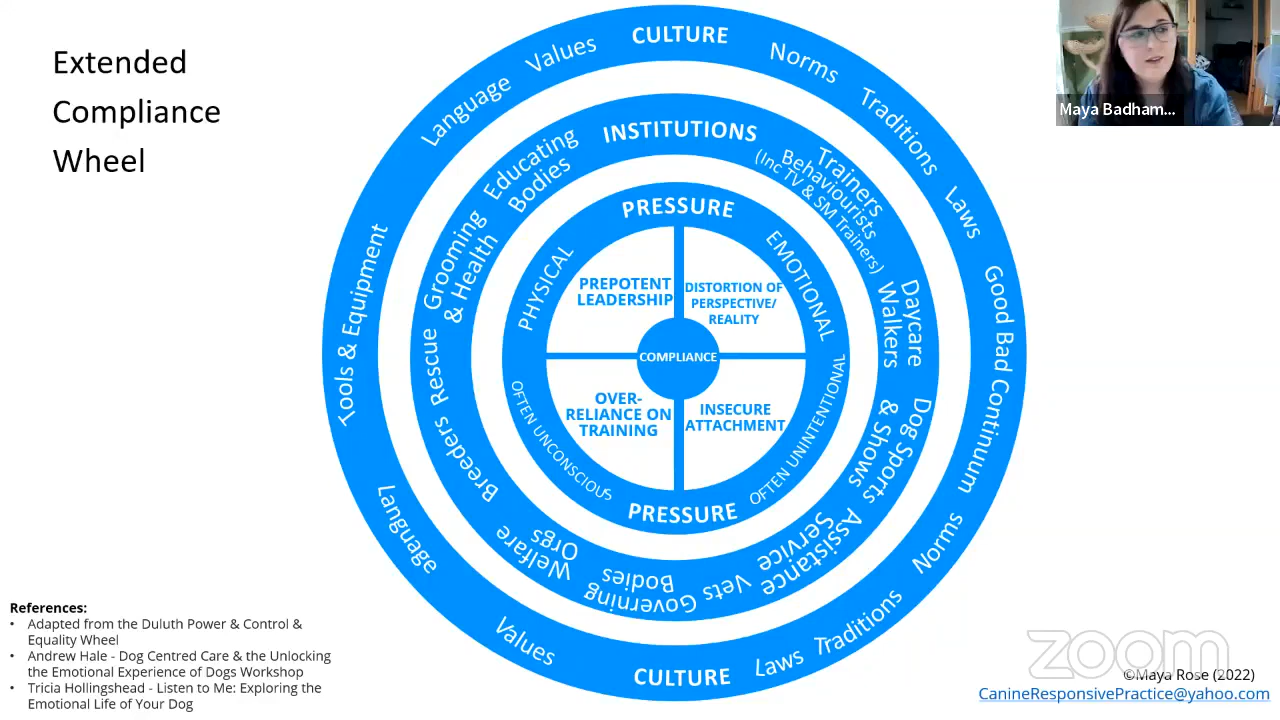 Extended
Compliance
Wheel
Maya Badham...
CULTURE
Norms
Traditions
Laws
Good Bad Continuum
Norms
Traditions
Laws
CULTURE
Values
Language
Tools & Equipment
Language
Values
INSTITUTIONS
Trainers
Behaviourists
(Inc TV & SM Trainers)
Daycare
Walkers
Dog Sports
& Shows
Assistance
Service
Vets
Governing
Bodies
Welfare
Orgs
Breeders
Rescue
Grooming
& Health
Educating
Bodies
PRESSURE
EMOTIONAL
OFTEN UNINTENTIONAL
PRESSURE
OFTEN UNCONSCIOUS
PHYSICAL
PREPOTENT
LEADERSHIP
DISTORTION OF
PERSPECTIVE/
REALITY
COMPLIANCE
OVER-
RELIANCE ON
TRAINING
INSECURE
ATTACHMENT
References:
• Adapted from the Duluth Power & Control &
Equality Wheel
• Andrew Hale - Dog Centred Care & the Unlocking
the Emotional Experience of Dogs Workshop
• Tricia Hollingshead - Listen to Me: Exploring the
Emotional Life of Your Dog
zoom
©Maya Rose (2022)
CanineResponsivePractice@yahoo.com